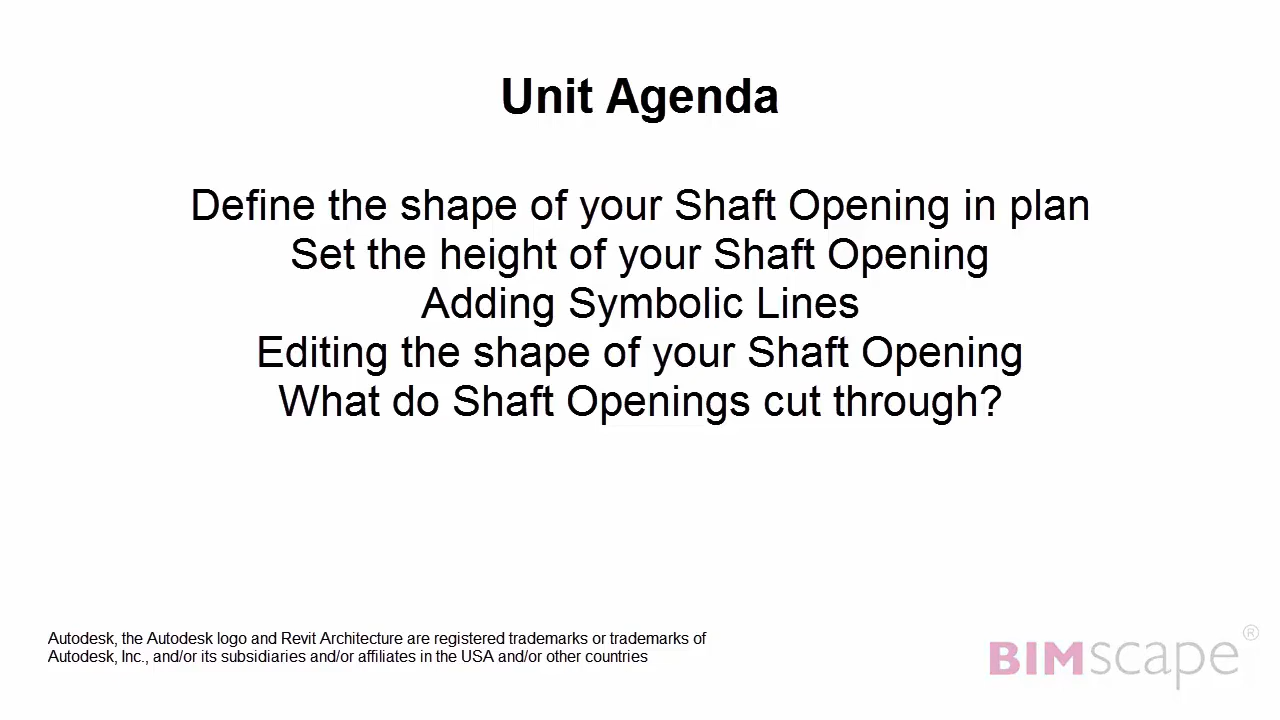 Unit Agenda
Define the shape of your Shaft Opening in plan
Set the height of your Shaft Opening
Adding Symbolic Lines
Editing the shape of your Shaft Opening
What do Shaft Openings cut through?
Autodesk, the Autodesk logo and Revit Architecture are registered trademarks or trademarks of
Autodesk, Inc., and/or its subsidiaries and/or affiliates in the USA and/or other countries
BIMscape®